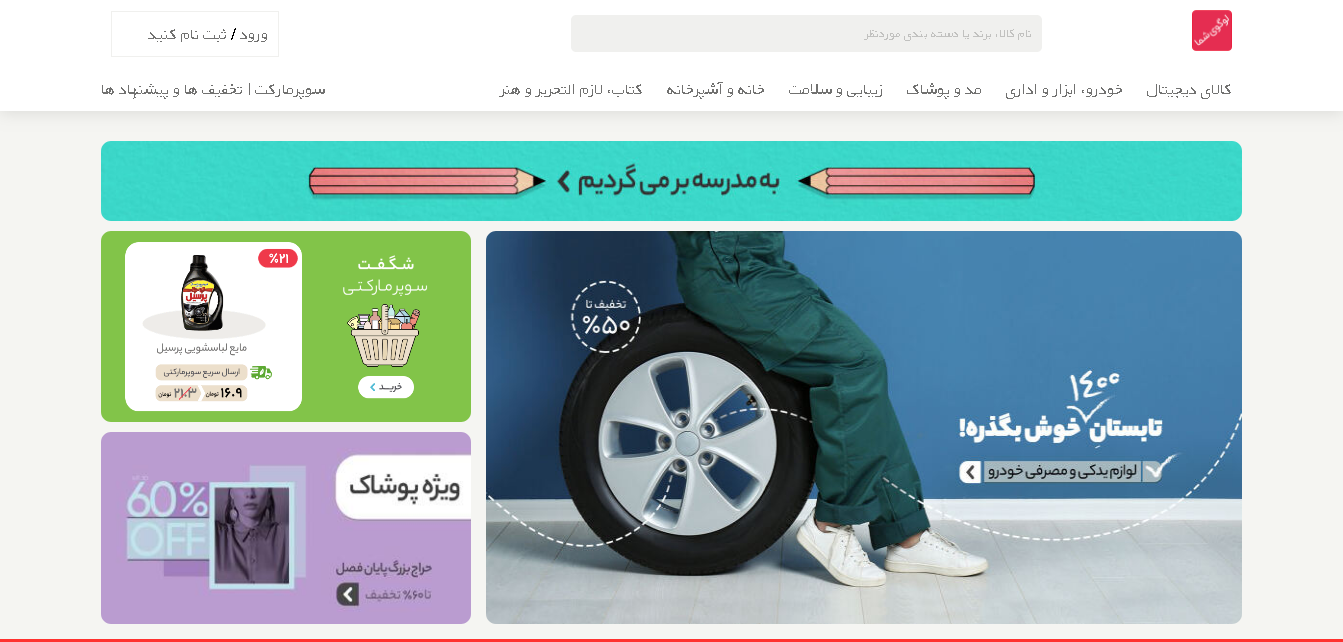 لوگوی شما
نام کالا، برند یا دسته بندی موردنظر
ورود / ثبت نام کنید
کالای دیجیتال
خودرو، ابزار و اداری
مد و پوشاک
زیبایی و سلامت
خانه و آشپزخانه
کتاب، لازم التحریر و هنر
سوپرمارکت | تخفیف ها و پیشنهاد ها
به مدرسه بر می گردیم
تخفیف تا
%۵۰
۱۴۰۰
تابستانِ خوش بگذره!
لوازم یدکی و مصرفی خودرو
شگفت
سوپرمارکتی
خریـد
%۲۱
پرسیل
مایع لباسشویی پرسیل
ارسال سریع سوپرمارکتی
۱۶.۹ تومان
۲۱.۳ تومان
ویژه پوشاک
60%
OFF
حراج بزرگ پایان فصل
تا ۶۰% تخفیف